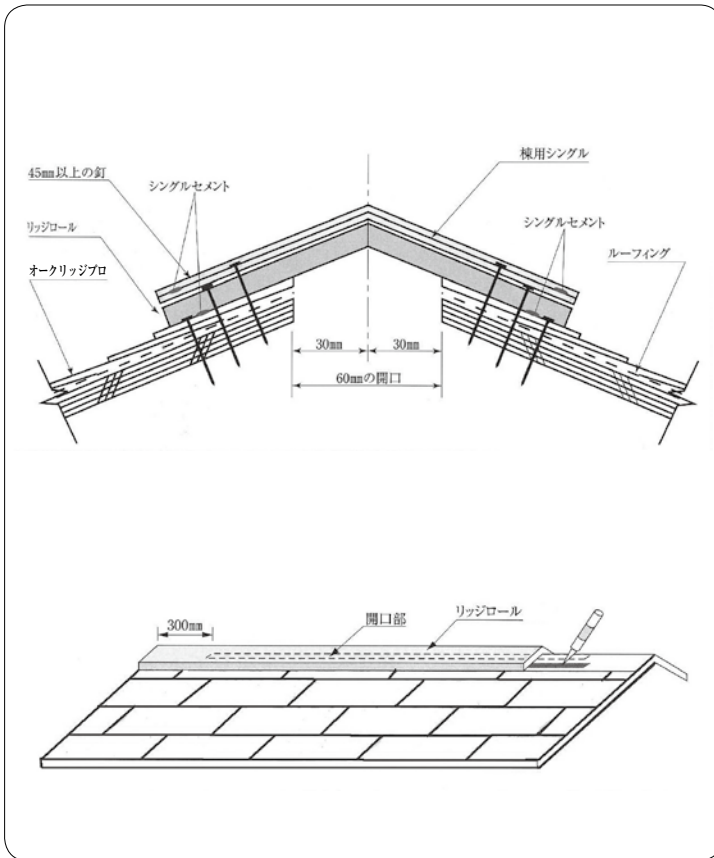 棟用シングル
45mm以上の釘
シングルセメント
リッジロール
シングルセメント
ルーフィング
オークリッジプロ
30mm
30mm
60mmの開口
300mm
開口部
リッジロール